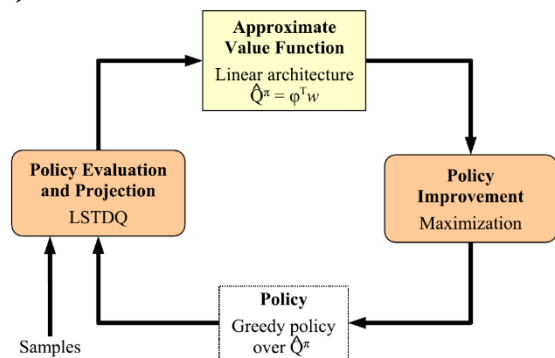 Approximate
Value Function
Linear architecture
Q̂^π = φ^T w
Policy Evaluation
and Projection
LSTDQ
Policy
Improvement
Maximization
Policy
Greedy policy
over Q̂^π
Samples